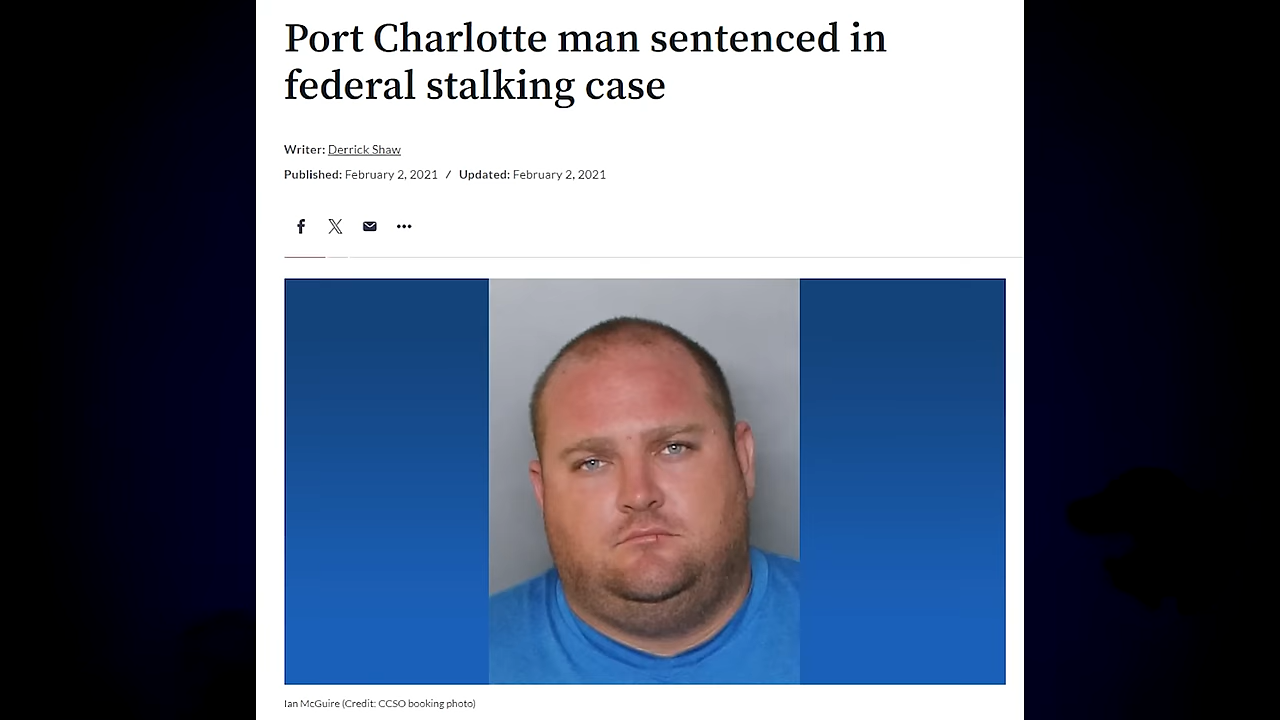 Port Charlotte man sentenced in
federal stalking case
Writer: Derrick Shaw
Published: February 2, 2021 / Updated: February 2, 2021
Ian McGuire (Credit: CCSO booking photo)